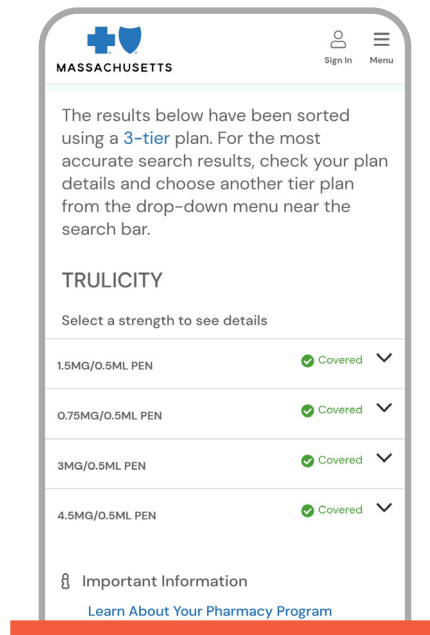 MASSACHUSETTS
Sign In
Menu
The results below have been sorted
using a 3-tier plan. For the most
accurate search results, check your plan
details and choose another tier plan
from the drop-down menu near the
search bar.
TRULICITY
Select a strength to see details
1.5MG/0.5ML PEN Covered
0.75MG/0.5ML PEN Covered
3MG/0.5ML PEN Covered
4.5MG/0.5ML PEN Covered
Important Information
Learn About Your Pharmacy Program